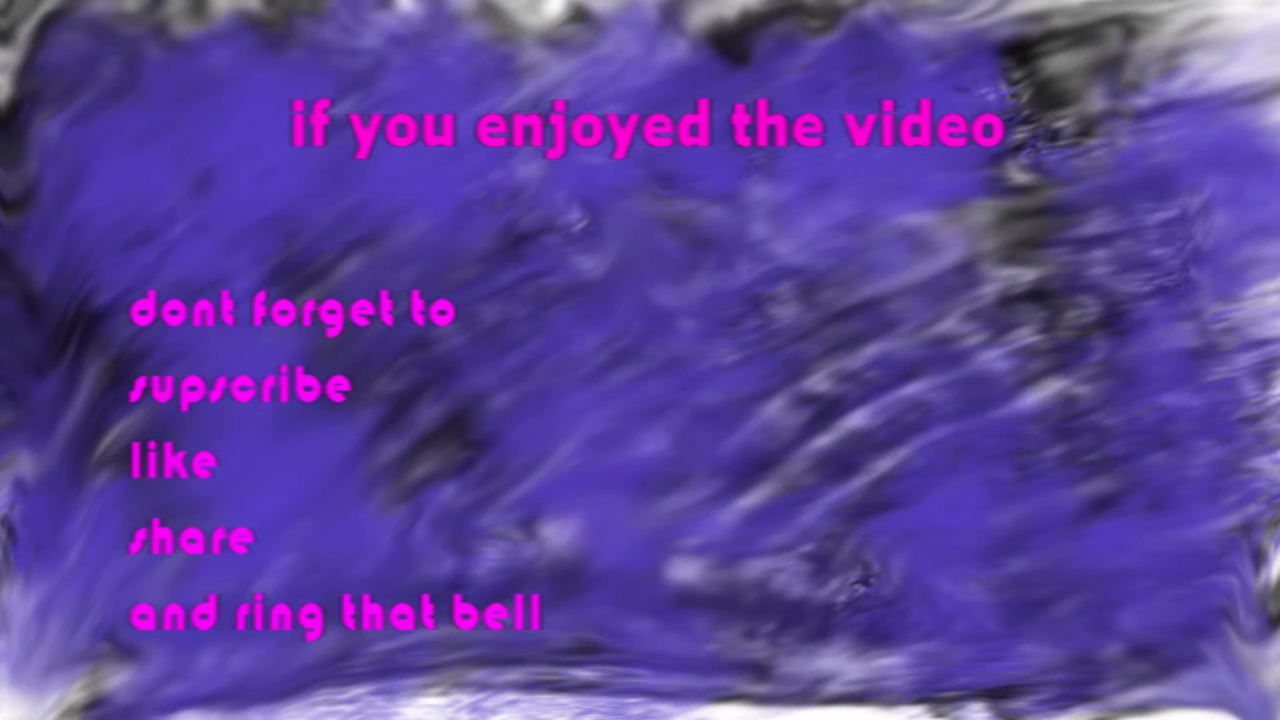 if you enjoyed the video
dont forget to
supscribe
like
share
and ring that bell